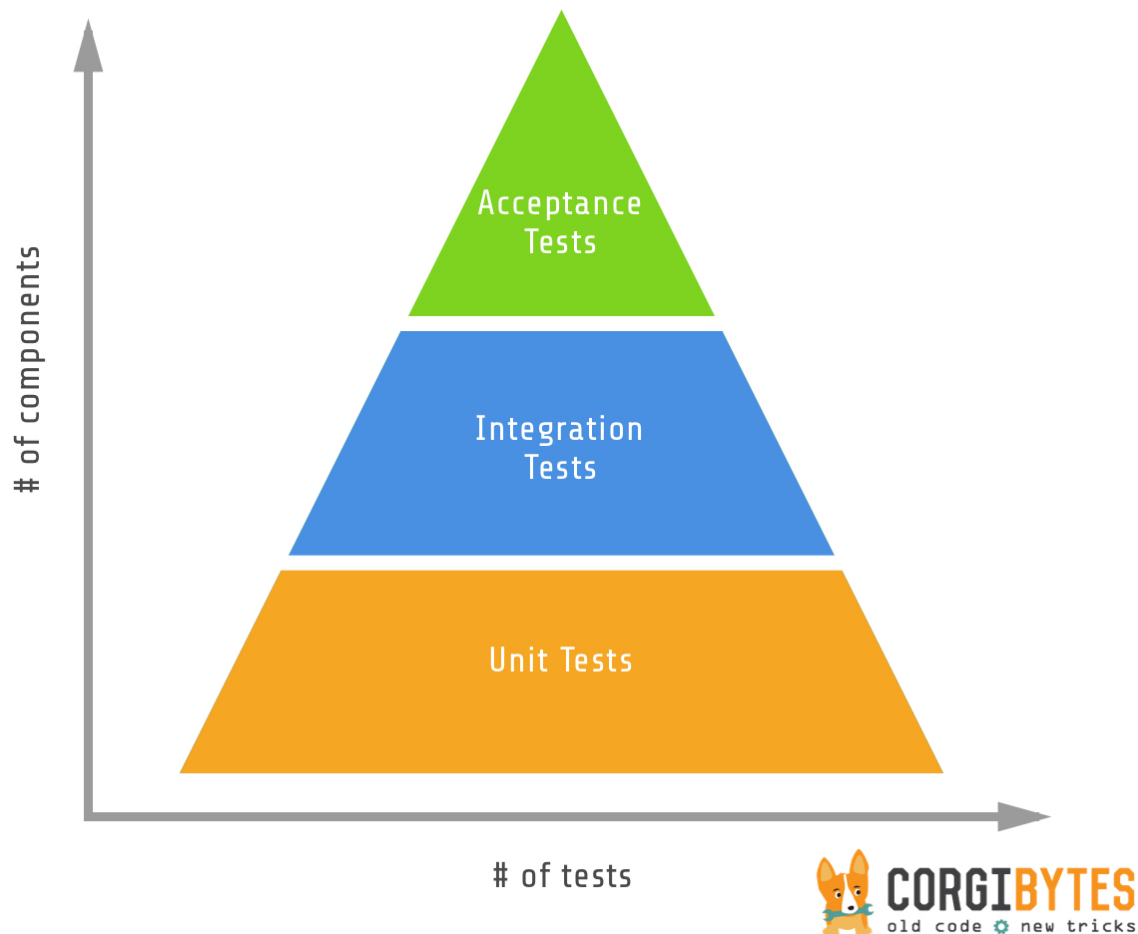 Acceptance
Tests
# of components
Integration
Tests
Unit Tests
# of tests
CORGIBYTES
old code new tricks